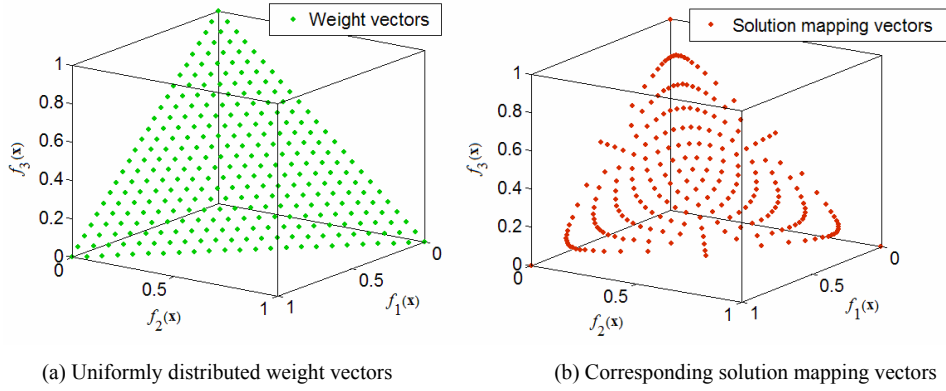 Weight vectors
1
0.8
0.6
0.4
0.2
0
f3(x)
0
0.5
1
f2(x)
1
0.5
0
f1(x)
(a) Uniformly distributed weight vectors
Solution mapping vectors
1
0.8
0.6
0.4
0.2
0
f3(x)
0
0.5
1
f2(x)
1
0.5
0
f1(x)
(b) Corresponding solution mapping vectors